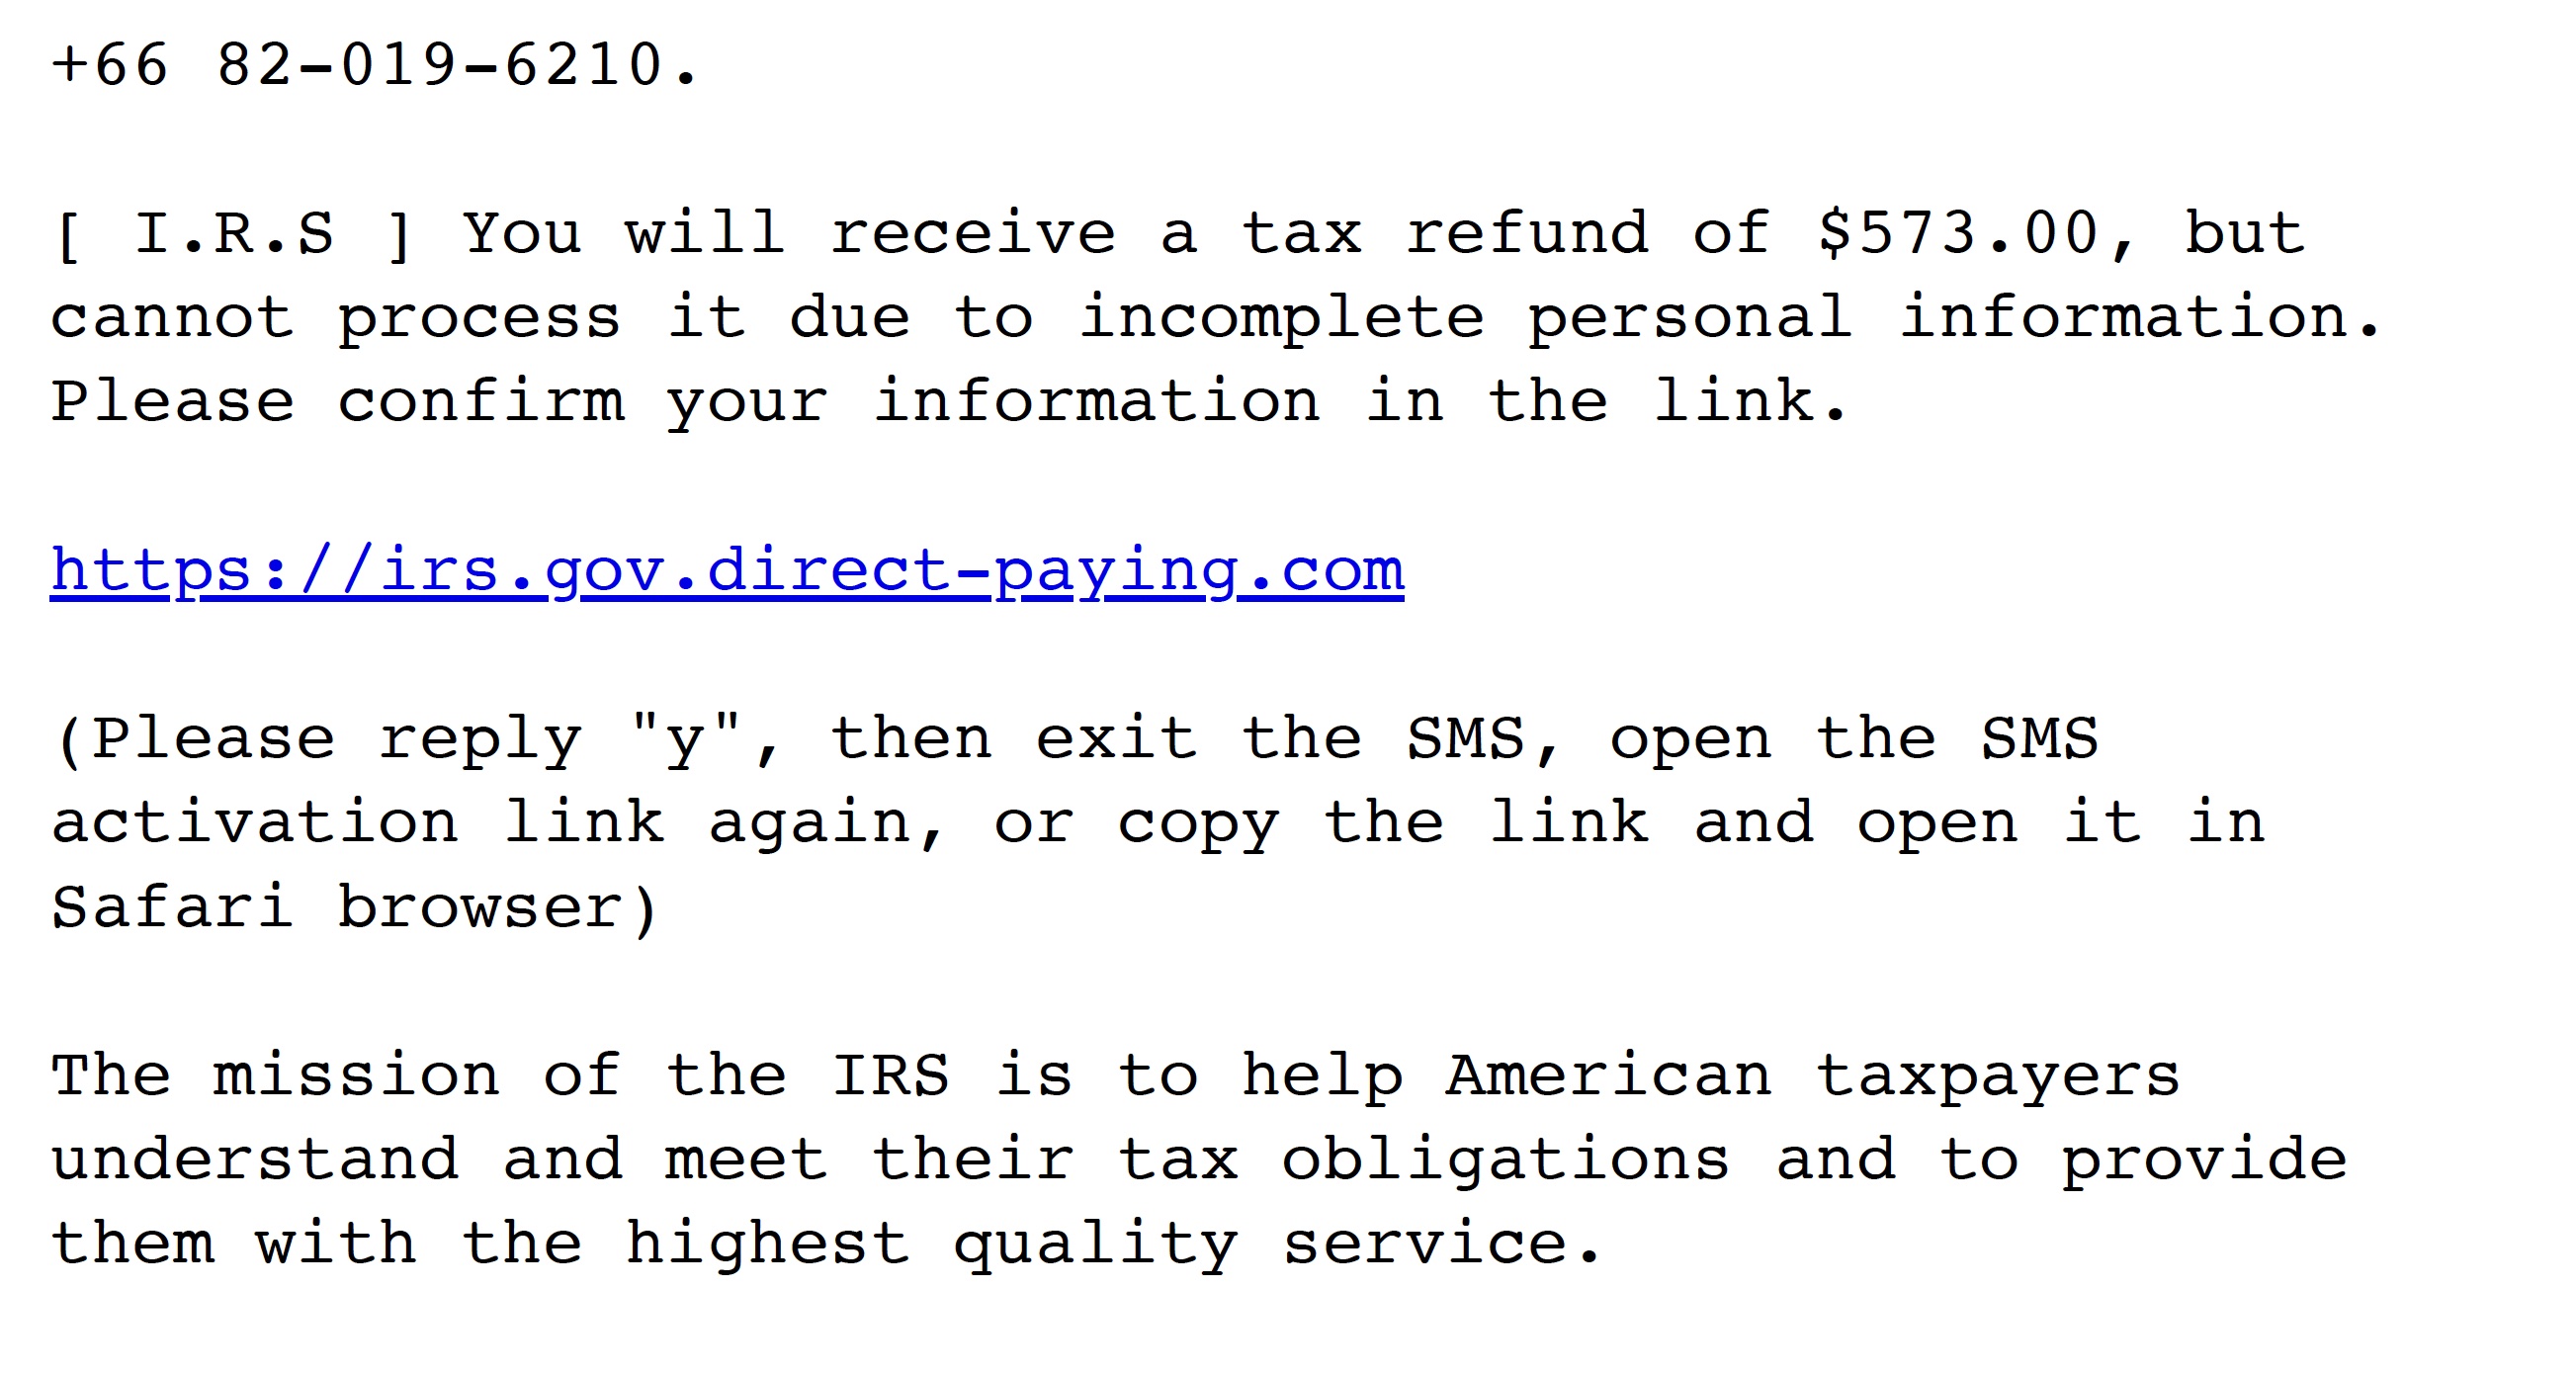 +66 82-019-6210.
[ I.R.S ] You will receive a tax refund of $573.00, but
cannot process it due to incomplete personal information.
Please confirm your information in the link.
https://irs.gov.direct-paying.com
(Please reply "y", then exit the SMS, open the SMS
activation link again, or copy the link and open it in
Safari browser)
The mission of the IRS is to help American taxpayers
understand and meet their tax obligations and to provide
them with the highest quality service.